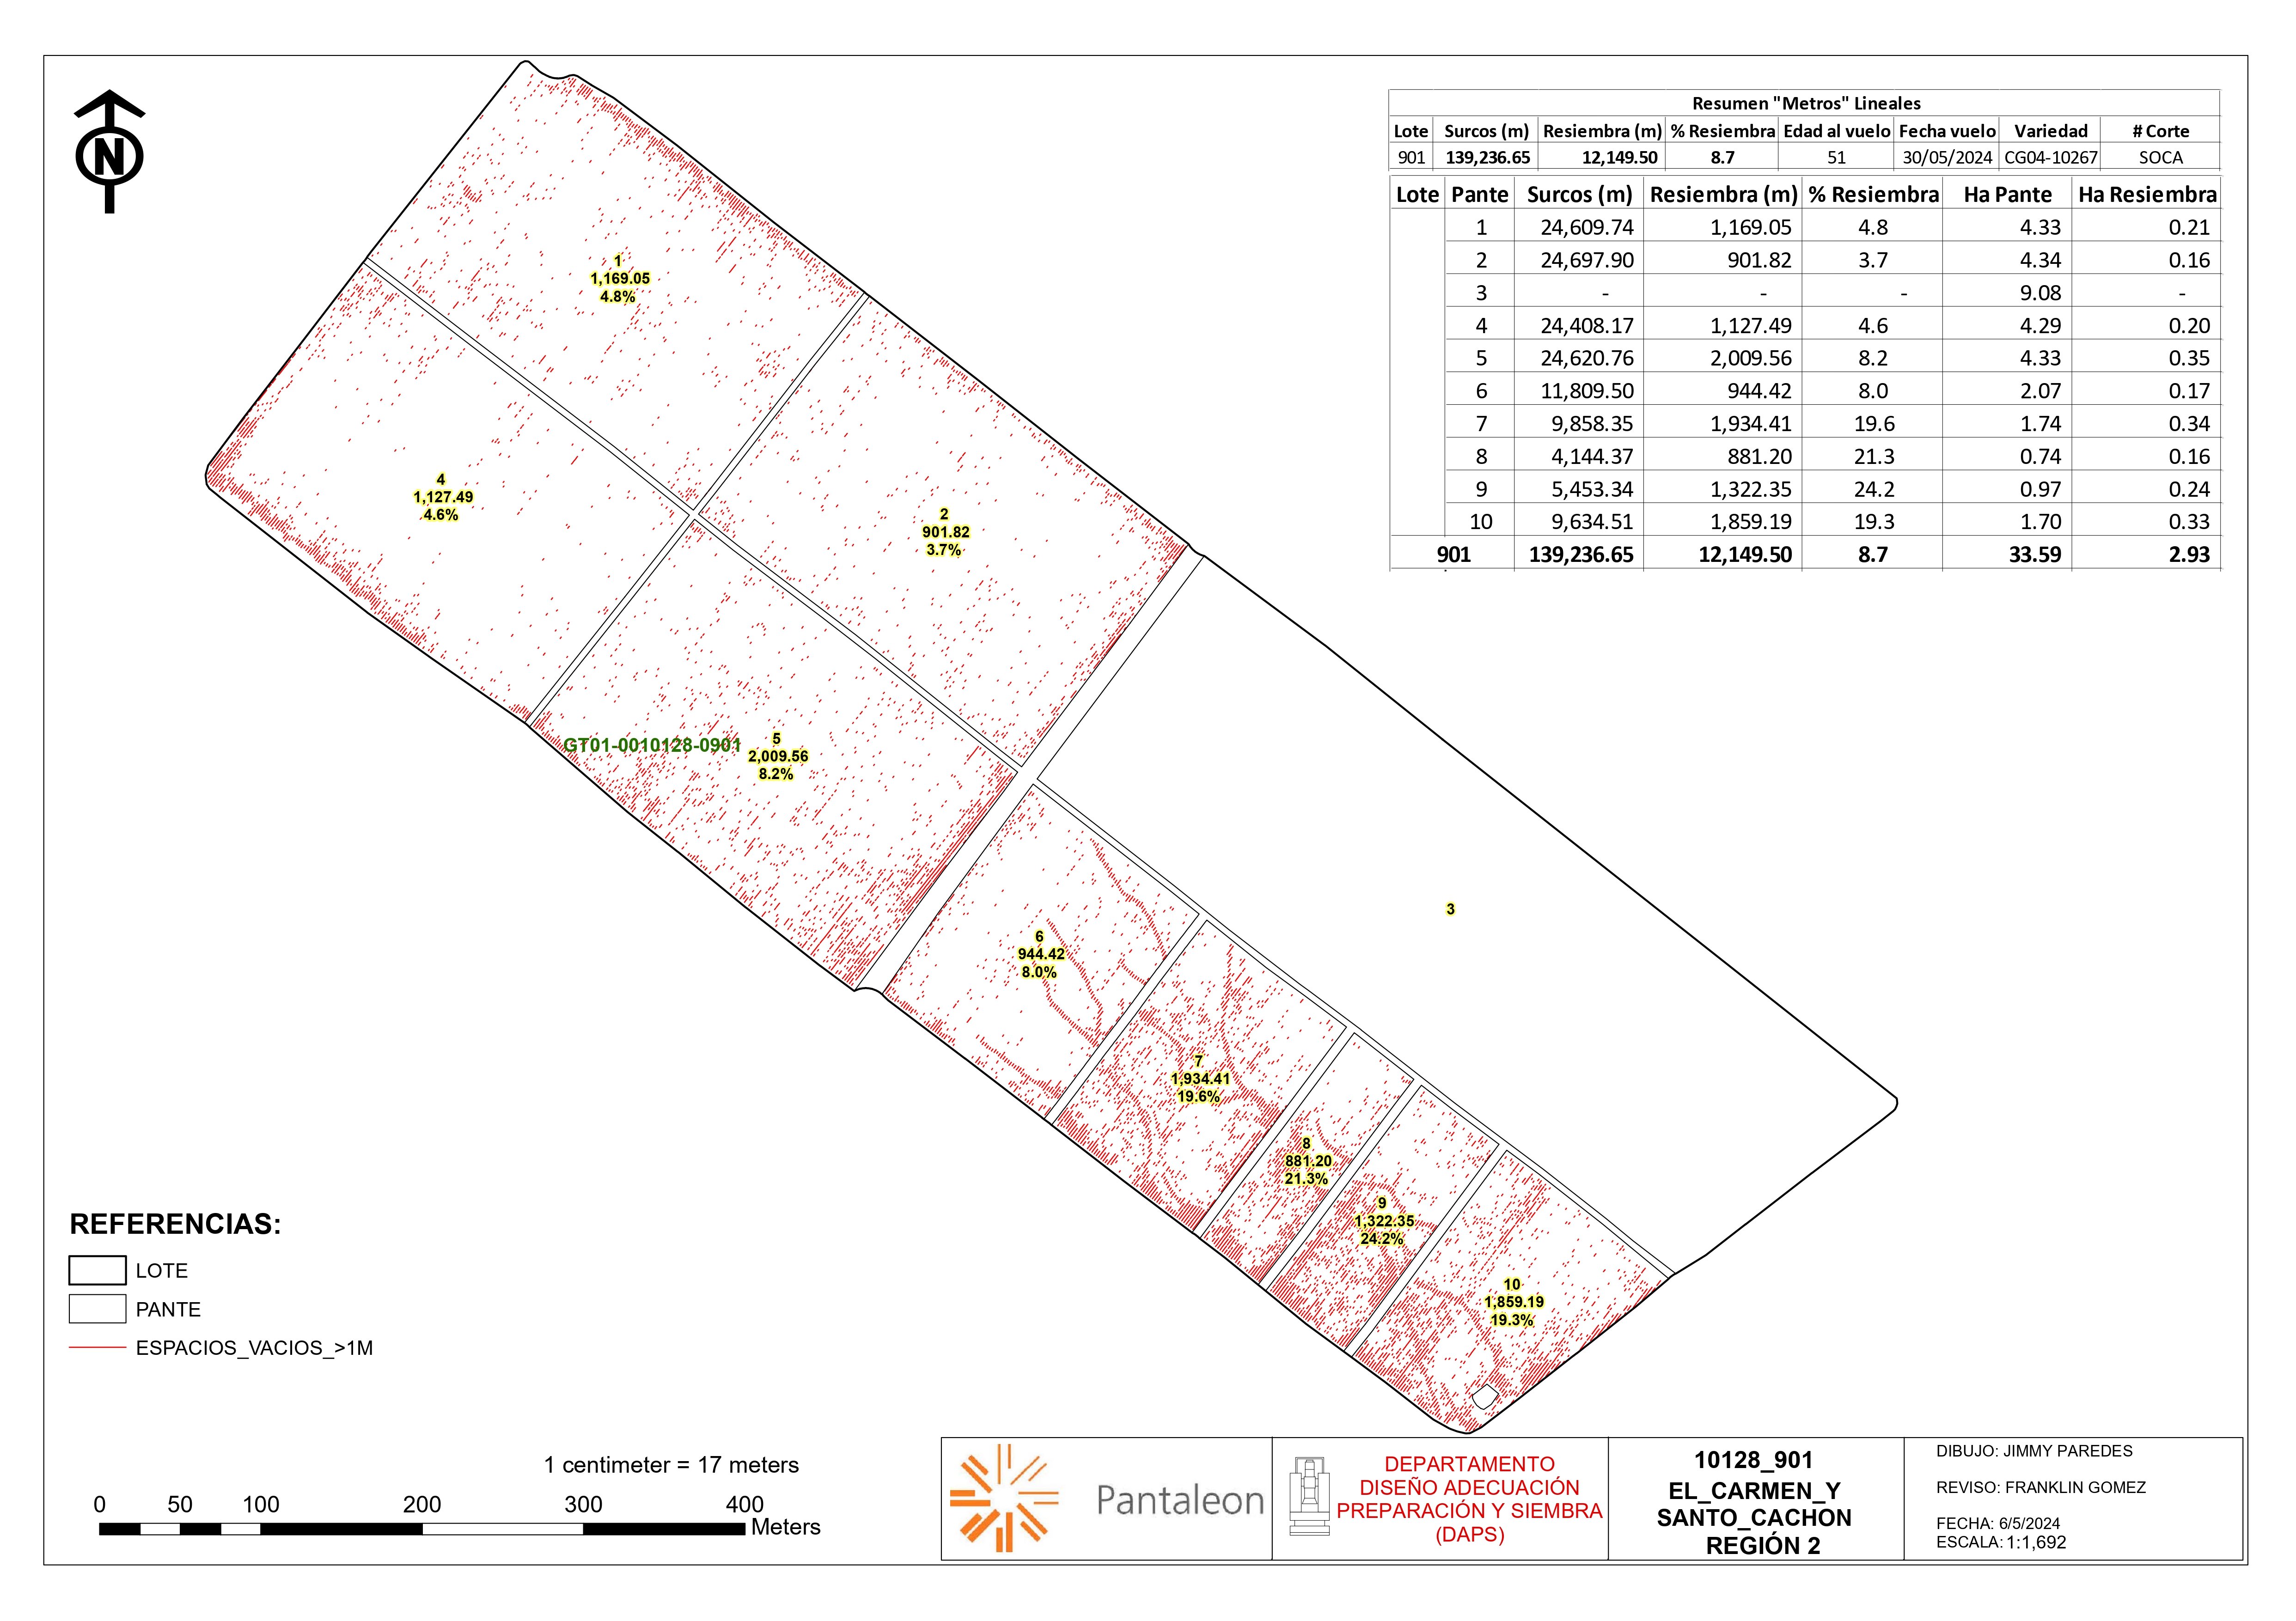 N
Resumen "Metros" Lineales
Lote Surcos (m) Resiembra (m) % Resiembra Edad al vuelo Fecha vuelo Variedad # Corte
901 139,236.65 12,149.50 8.7 51 30/05/2024 CG04-10267 SOCA
Lote Pante Surcos (m) Resiembra (m) % Resiembra Ha Pante Ha Resiembra
1 24,609.74 1,169.05 4.8 4.33 0.21
2 24,697.90 901.82 3.7 4.34 0.16
3 - - - 9.08 -
4 24,408.17 1,127.49 4.6 4.29 0.20
5 24,620.76 2,009.56 8.2 4.33 0.35
6 11,809.50 944.42 8.0 2.07 0.17
7 9,858.35 1,934.41 19.6 1.74 0.34
8 4,144.37 881.20 21.3 0.74 0.16
9 5,453.34 1,322.35 24.2 0.97 0.24
10 9,634.51 1,859.19 19.3 1.70 0.33
901 139,236.65 12,149.50 8.7 33.59 2.93
1
1,169.05
4.8%
4
1,127.49
4.6%
2
901.82
3.7%
GT01-0010128-0901
5
2,009.56
8.2%
3
6
944.42
8.0%
7
1,934.41
19.6%
8
881.20
21.3%
9
1,322.35
24.2%
10
1,859.19
19.3%
REFERENCIAS:
LOTE
PANTE
ESPACIOS_VACIOS_>1M
1 centimeter = 17 meters
0 50 100 200 300 400
Meters
Pantaleon
DEPARTAMENTO
DISEÑO ADECUACIÓN
PREPARACIÓN Y SIEMBRA
(DAPS)
10128_901
EL_CARMEN_Y
SANTO_CACHON
REGIÓN 2
DIBUJO: JIMMY PAREDES
REVISO: FRANKLIN GOMEZ
FECHA: 6/5/2024
ESCALA: 1:1,692